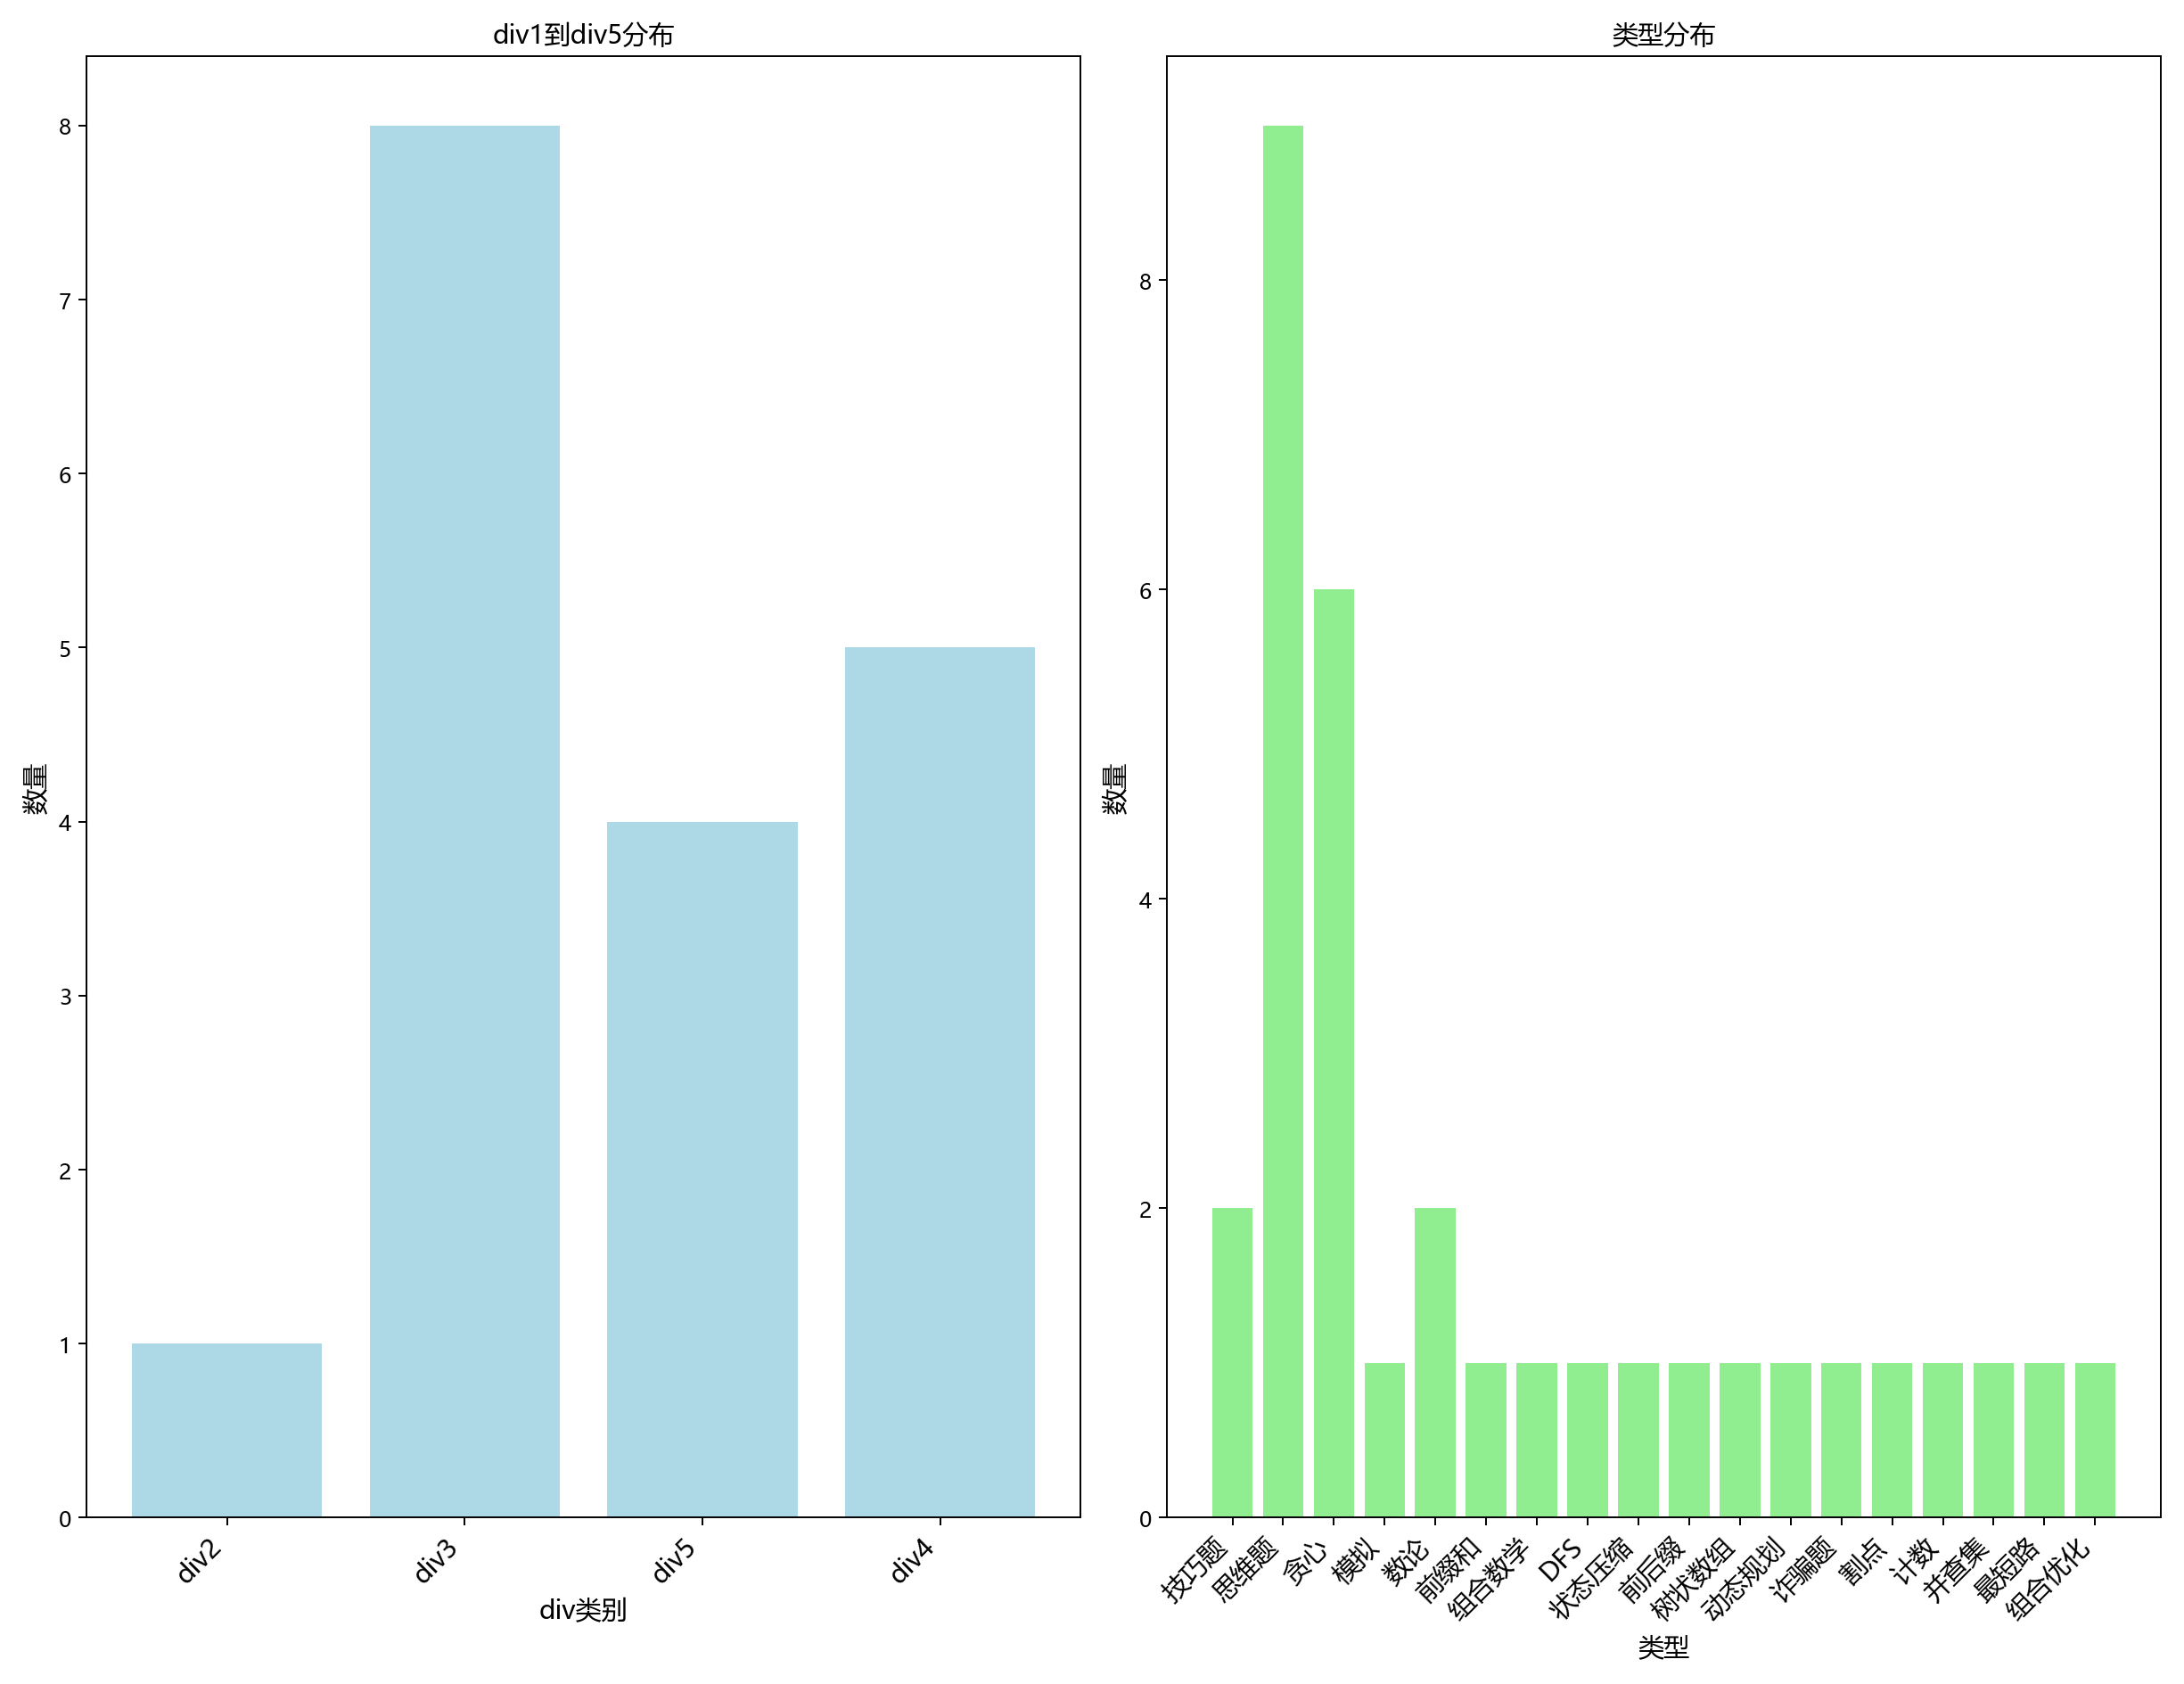 div1到div5分布
8
7
6
5
4
3
2
1
0
数量
div2
div3
div5
div4
div类别
类型分布
8
6
4
2
0
数量
技巧题
思维题
贪心
模拟
数论
前缀和
组合数学
DFS
状态压缩
前后缀
树状数组
动态规划
诈骗题
割点
计数
并查集
最短路
组合优化
类型